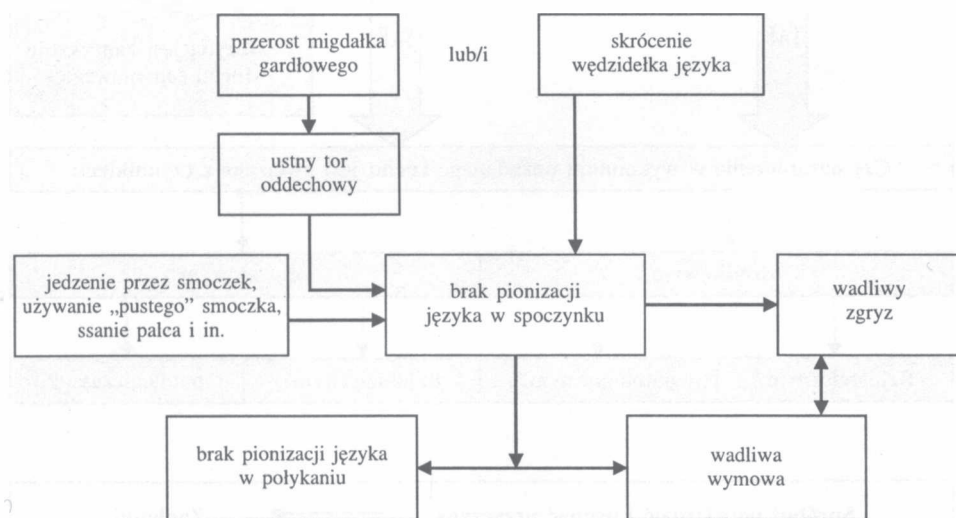 przerost migdałka
gardłowego
lub/i
skrócenie
wędzidełka języka
ustny tor
oddechowy
jedzenie przez smoczek,
używanie „pustego” smoczka,
ssanie palca i in.
brak pionizacji
języka w spoczynku
wadliwy
zgryz
brak pionizacji języka
w połykaniu
wadliwa
wymowa